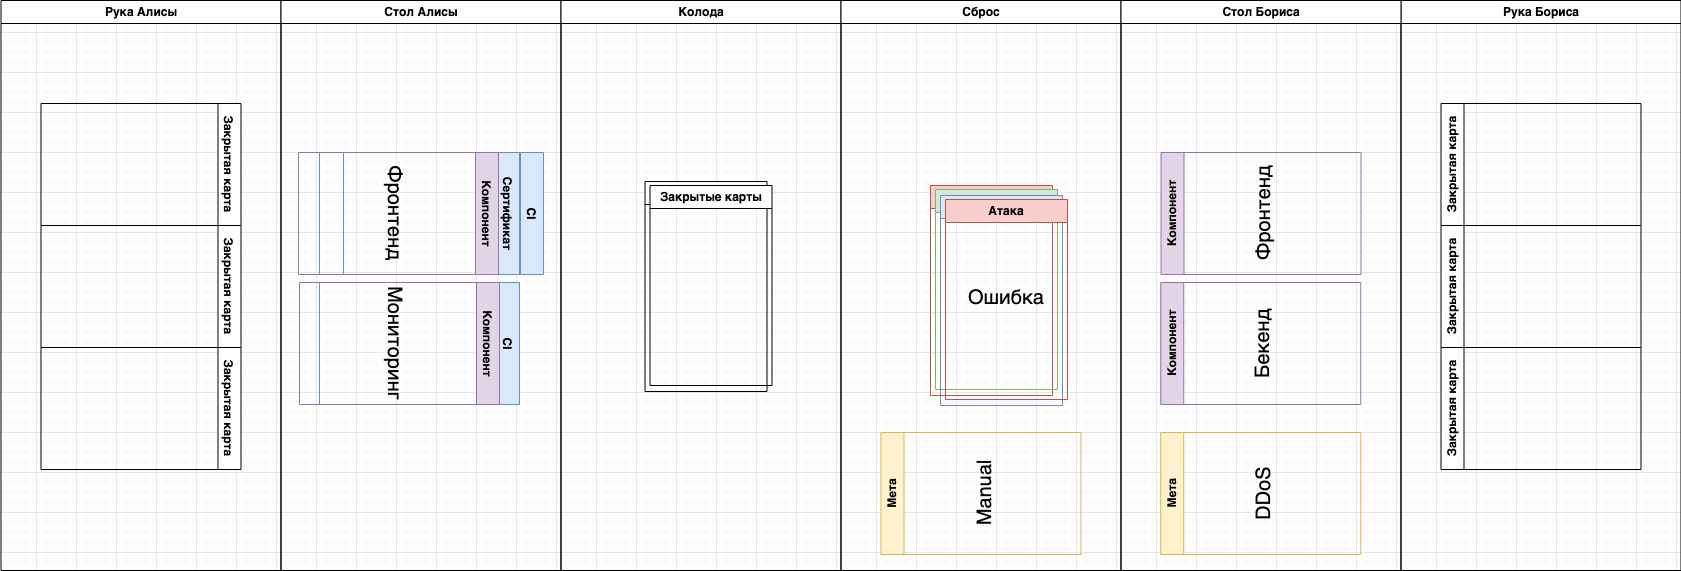 Рука Алисы
Стол Алисы
Колода
Сброс
Стол Бориса
Рука Бориса
Закрытая карта
Закрытая карта
Закрытая карта
Фронтенд
Компонент
Сертификат
CI
Мониторинг
Компонент
CI
Закрытые карты
Атака
Ошибка
Мета
Manual
Компонент
Фронтенд
Компонент
Бекенд
Мета
DDoS
Закрытая карта
Закрытая карта
Закрытая карта